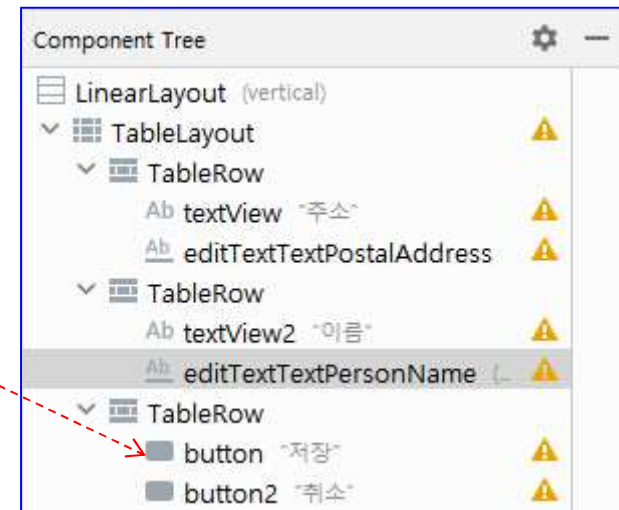 Component Tree
LinearLayout (vertical)
TableLayout
TableRow
Ab textView "주소"
Ab editTextTextPostalAddress
TableRow
Ab textView2 "이름"
Ab editTextTextPersonName (...
TableRow
button "저장"
button2 "취소"